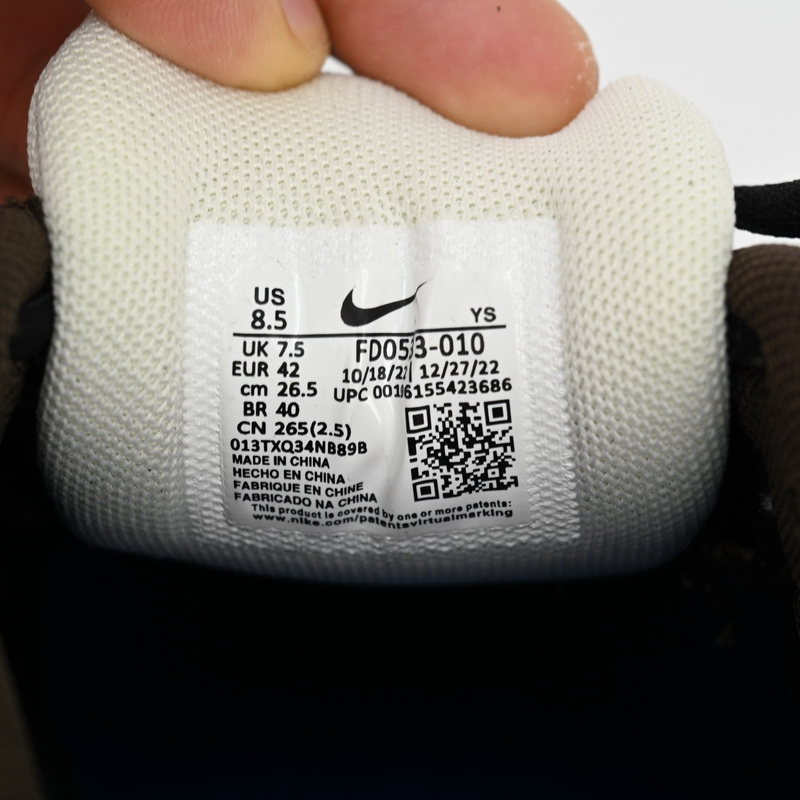 US
8.5
YS
UK 7.5
EUR 42
cm 26.5
BR 40
CN 265(2.5)
12/27/22
013TXQ34NB89B
MADE IN CHINA
HECHO EN CHINA
FABRIQUE EN CHINE
FABRICADO NA CHINA
UPC
This product is covered by one or more patents:
www.nike.com/patentsvirtualmarking